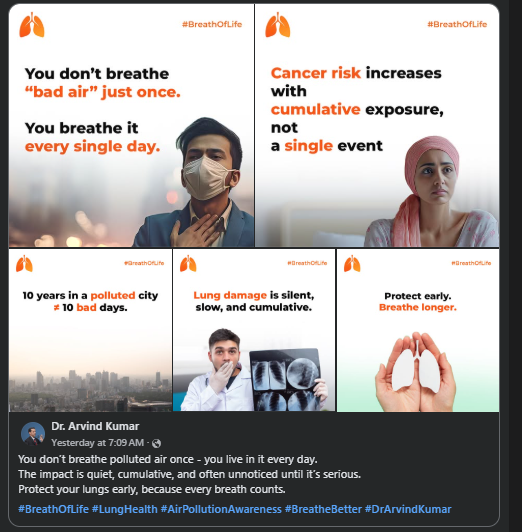 #BreathOfLife
You don't breathe
"bad air" just once.
You breathe it
every single day.
#BreathOfLife
Cancer risk increases
with
cumulative exposure,
not
a single event
#BreathOfLife
10 years in a polluted city
≠ 10 bad days.
#BreathOfLife
Lung damage is silent,
slow, and cumulative.
#BreathOfLife
Protect early.
Breathe longer.
Dr. Arvind Kumar
Yesterday at 7:09 AM ·
You don't breathe polluted air once - you live in it every day.
The impact is quiet, cumulative, and often unnoticed until it's serious.
Protect your lungs early, because every breath counts.
#BreathOfLife #LungHealth #AirPollutionAwareness #BreatheBetter #DrArvindKumar